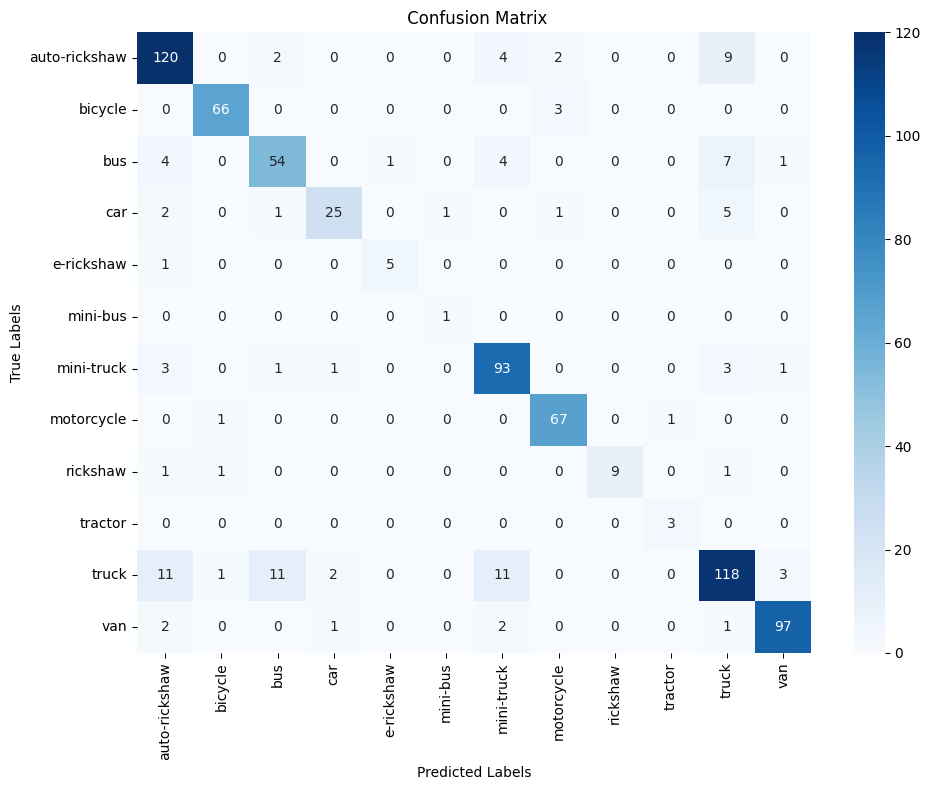 Confusion Matrix
True Labels
auto-rickshaw 120 0 2 0 0 0 4 2 0 0 9 0
bicycle 0 66 0 0 0 0 0 3 0 0 0 0
bus 4 0 54 0 1 0 4 0 0 0 7 1
car 2 0 1 25 0 1 0 1 0 0 5 0
e-rickshaw 1 0 0 0 5 0 0 0 0 0 0 0
mini-bus 0 0 0 0 0 1 0 0 0 0 0 0
mini-truck 3 0 1 1 0 0 93 0 0 0 3 1
motorcycle 0 1 0 0 0 0 0 67 0 1 0 0
rickshaw 1 1 0 0 0 0 0 0 9 0 1 0
tractor 0 0 0 0 0 0 0 0 0 3 0 0
truck 11 1 11 2 0 0 11 0 0 0 118 3
van 2 0 0 1 0 0 2 0 0 0 1 97
auto-rickshaw bicycle bus car e-rickshaw mini-bus mini-truck motorcycle rickshaw tractor truck van
Predicted Labels
120
100
80
60
40
20
0